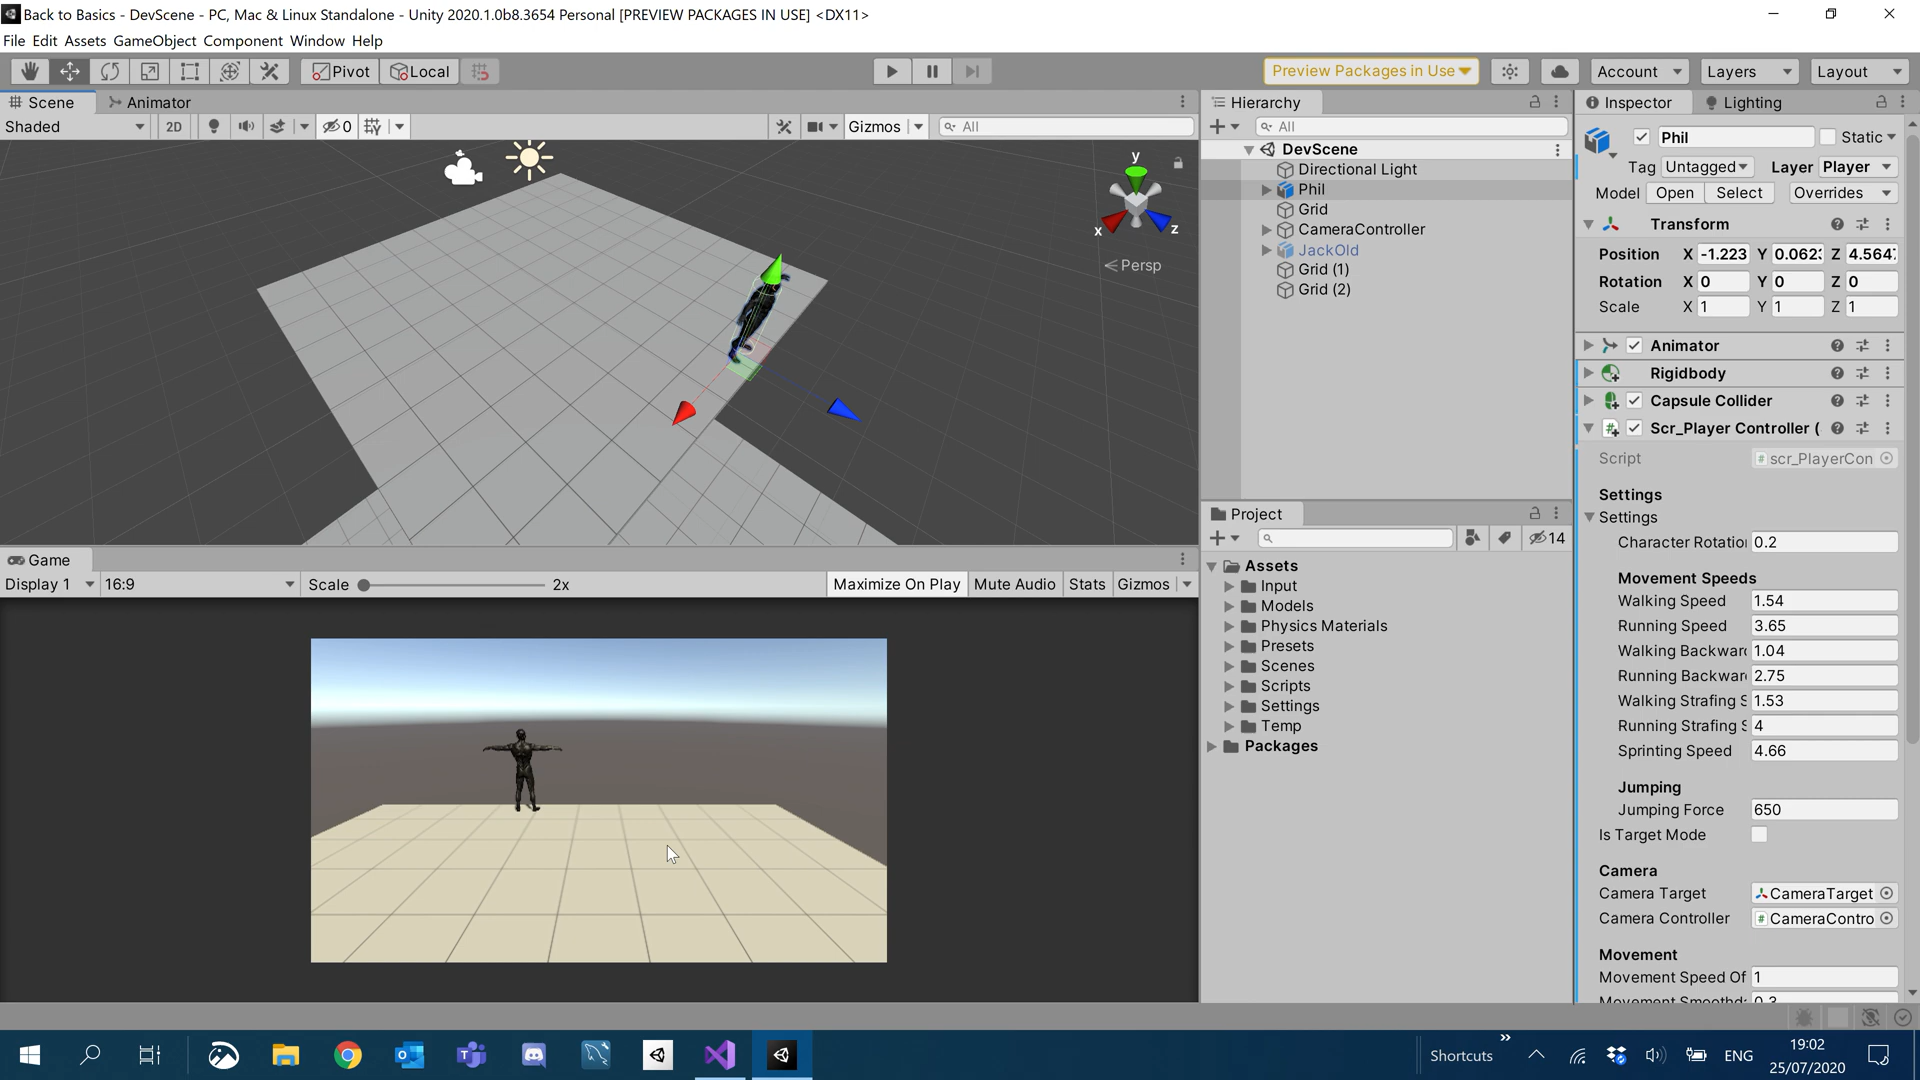 Back to Basics - DevScene - PC, Mac & Linux Standalone - Unity 2020.1.0b8.3654 Personal [PREVIEW PACKAGES IN USE] <DX11>
File Edit Assets GameObject Component Window Help
Pivot Local
Preview Packages in Use Account Layers Layout
Scene Animator
Shaded 2D 0 Gizmos All
y
x z
Persp
Game
Display 1 16:9 Scale 2x Maximize On Play Mute Audio Stats Gizmos
Hierarchy
All
DevScene
Directional Light
Phil
Grid
CameraController
JackOld
Grid (1)
Grid (2)
Project
14
Assets
Input
Models
Physics Materials
Presets
Scenes
Scripts
Settings
Temp
Packages
Inspector Lighting
Phil Static
Tag Untagged Layer Player
Model Open Select Overrides
Transform
Position X -1.223 Y 0.062 Z 4.564
Rotation X 0 Y 0 Z 0
Scale X 1 Y 1 Z 1
Animator
Rigidbody
Capsule Collider
Scr_Player Controller (
Script scr_PlayerCon
Settings
Settings
Character Rotatio 0.2
Movement Speeds
Walking Speed 1.54
Running Speed 3.65
Walking Backward 1.04
Running Backwar 2.75
Walking Strafing S 1.53
Running Strafing S 4
Sprinting Speed 4.66
Jumping
Jumping Force 650
Is Target Mode
Camera
Camera Target CameraTarget
Camera Controller CameraContro
Movement
Movement Speed Of 1
Movement Smoothd 0.3
Shortcuts ENG
19:02
25/07/2020